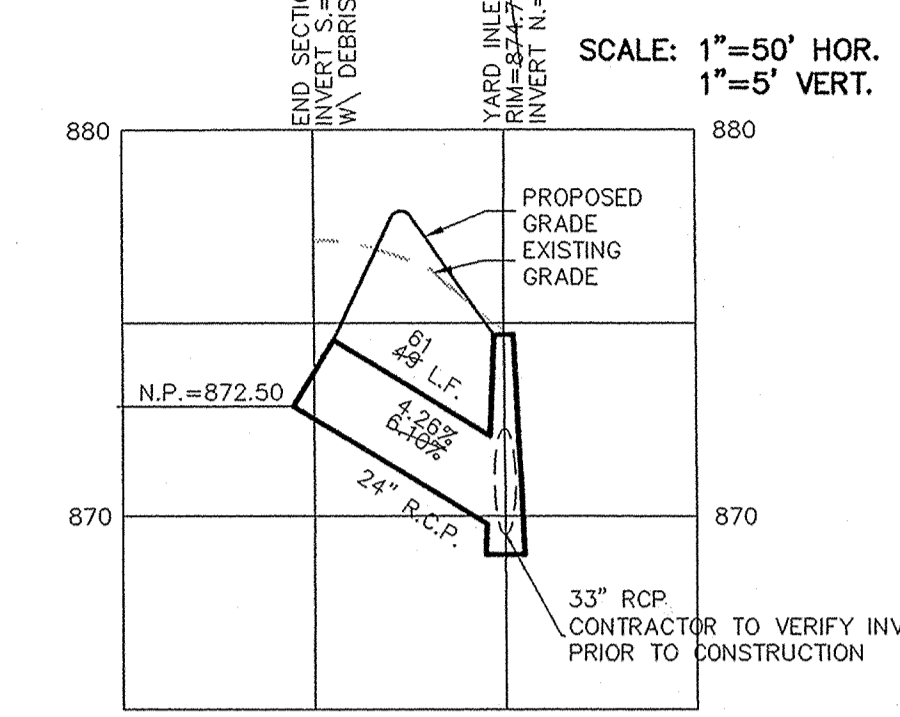 END SECTI
INVERT S.=
W\ DEBRIS
YARD INLE
RIM=874.7
INVERT N.=
SCALE: 1"=50' HOR.
1"=5' VERT.
880
880
PROPOSED
GRADE
EXISTING
GRADE
61
49 L.F.
N.P.=872.50
4.26%
6.10%
24" R.C.P.
870
870
33" RCP
CONTRACTOR TO VERIFY INV
PRIOR TO CONSTRUCTION